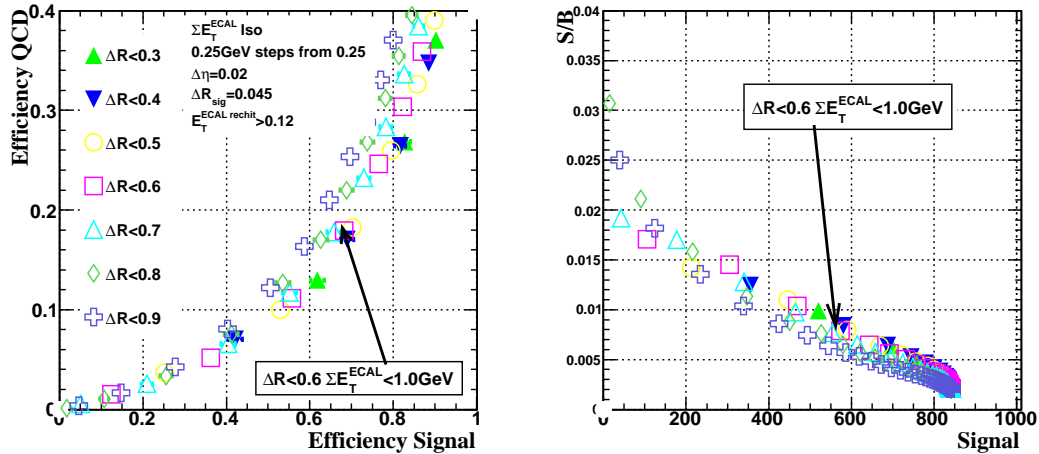 Efficiency QCD
0.4
0.3
0.2
0.1
0
0
0.2
0.4
0.6
0.8
1
Efficiency Signal
ΔR<0.3
ΔR<0.4
ΔR<0.5
ΔR<0.6
ΔR<0.7
ΔR<0.8
ΔR<0.9
ΣE_T^ECAL Iso
0.25GeV steps from 0.25
Δη=0.02
ΔR_sig=0.045
E_T^ECAL rechit>0.12
ΔR<0.6 ΣE_T^ECAL<1.0GeV
S/B
0.04
0.035
0.03
0.025
0.02
0.015
0.01
0.005
0
0
200
400
600
800
1000
Signal
ΔR<0.6 ΣE_T^ECAL<1.0GeV